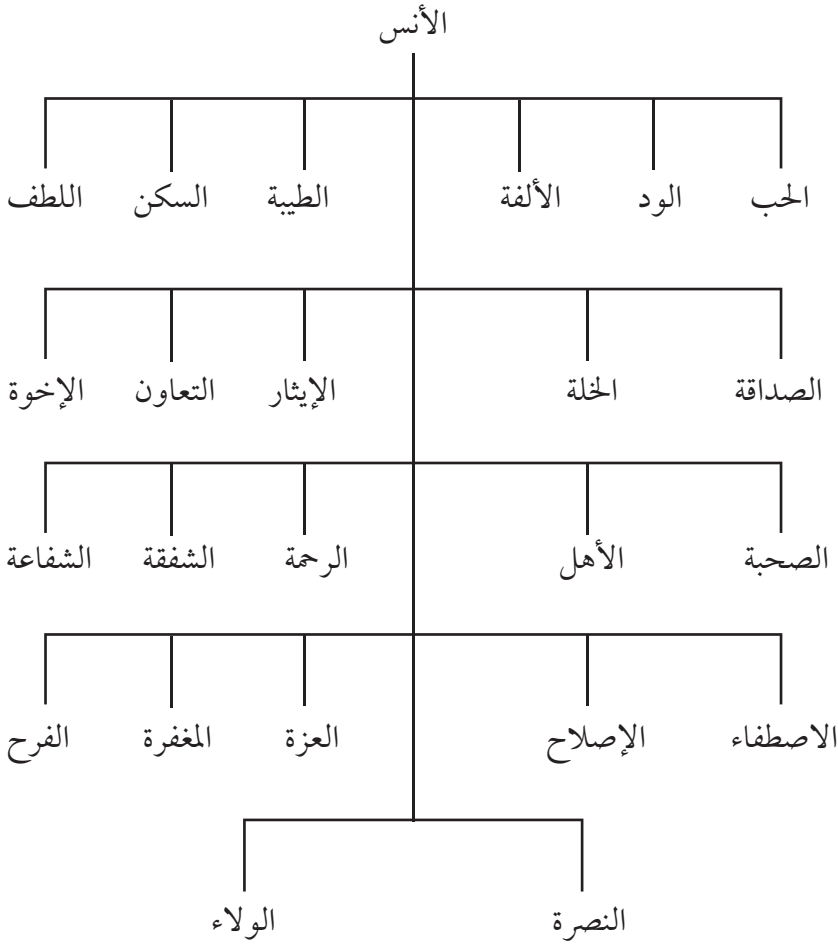 الأنس
الحب الود الألفة الطيبة السكن اللطف
الصداقة الخلة الإيثار التعاون الإخوة
الصحبة الأهل الرحمة الشفقة الشفاعة
الاصطفاء الإصلاح العزة المغفرة الفرح
النصرة الولاء